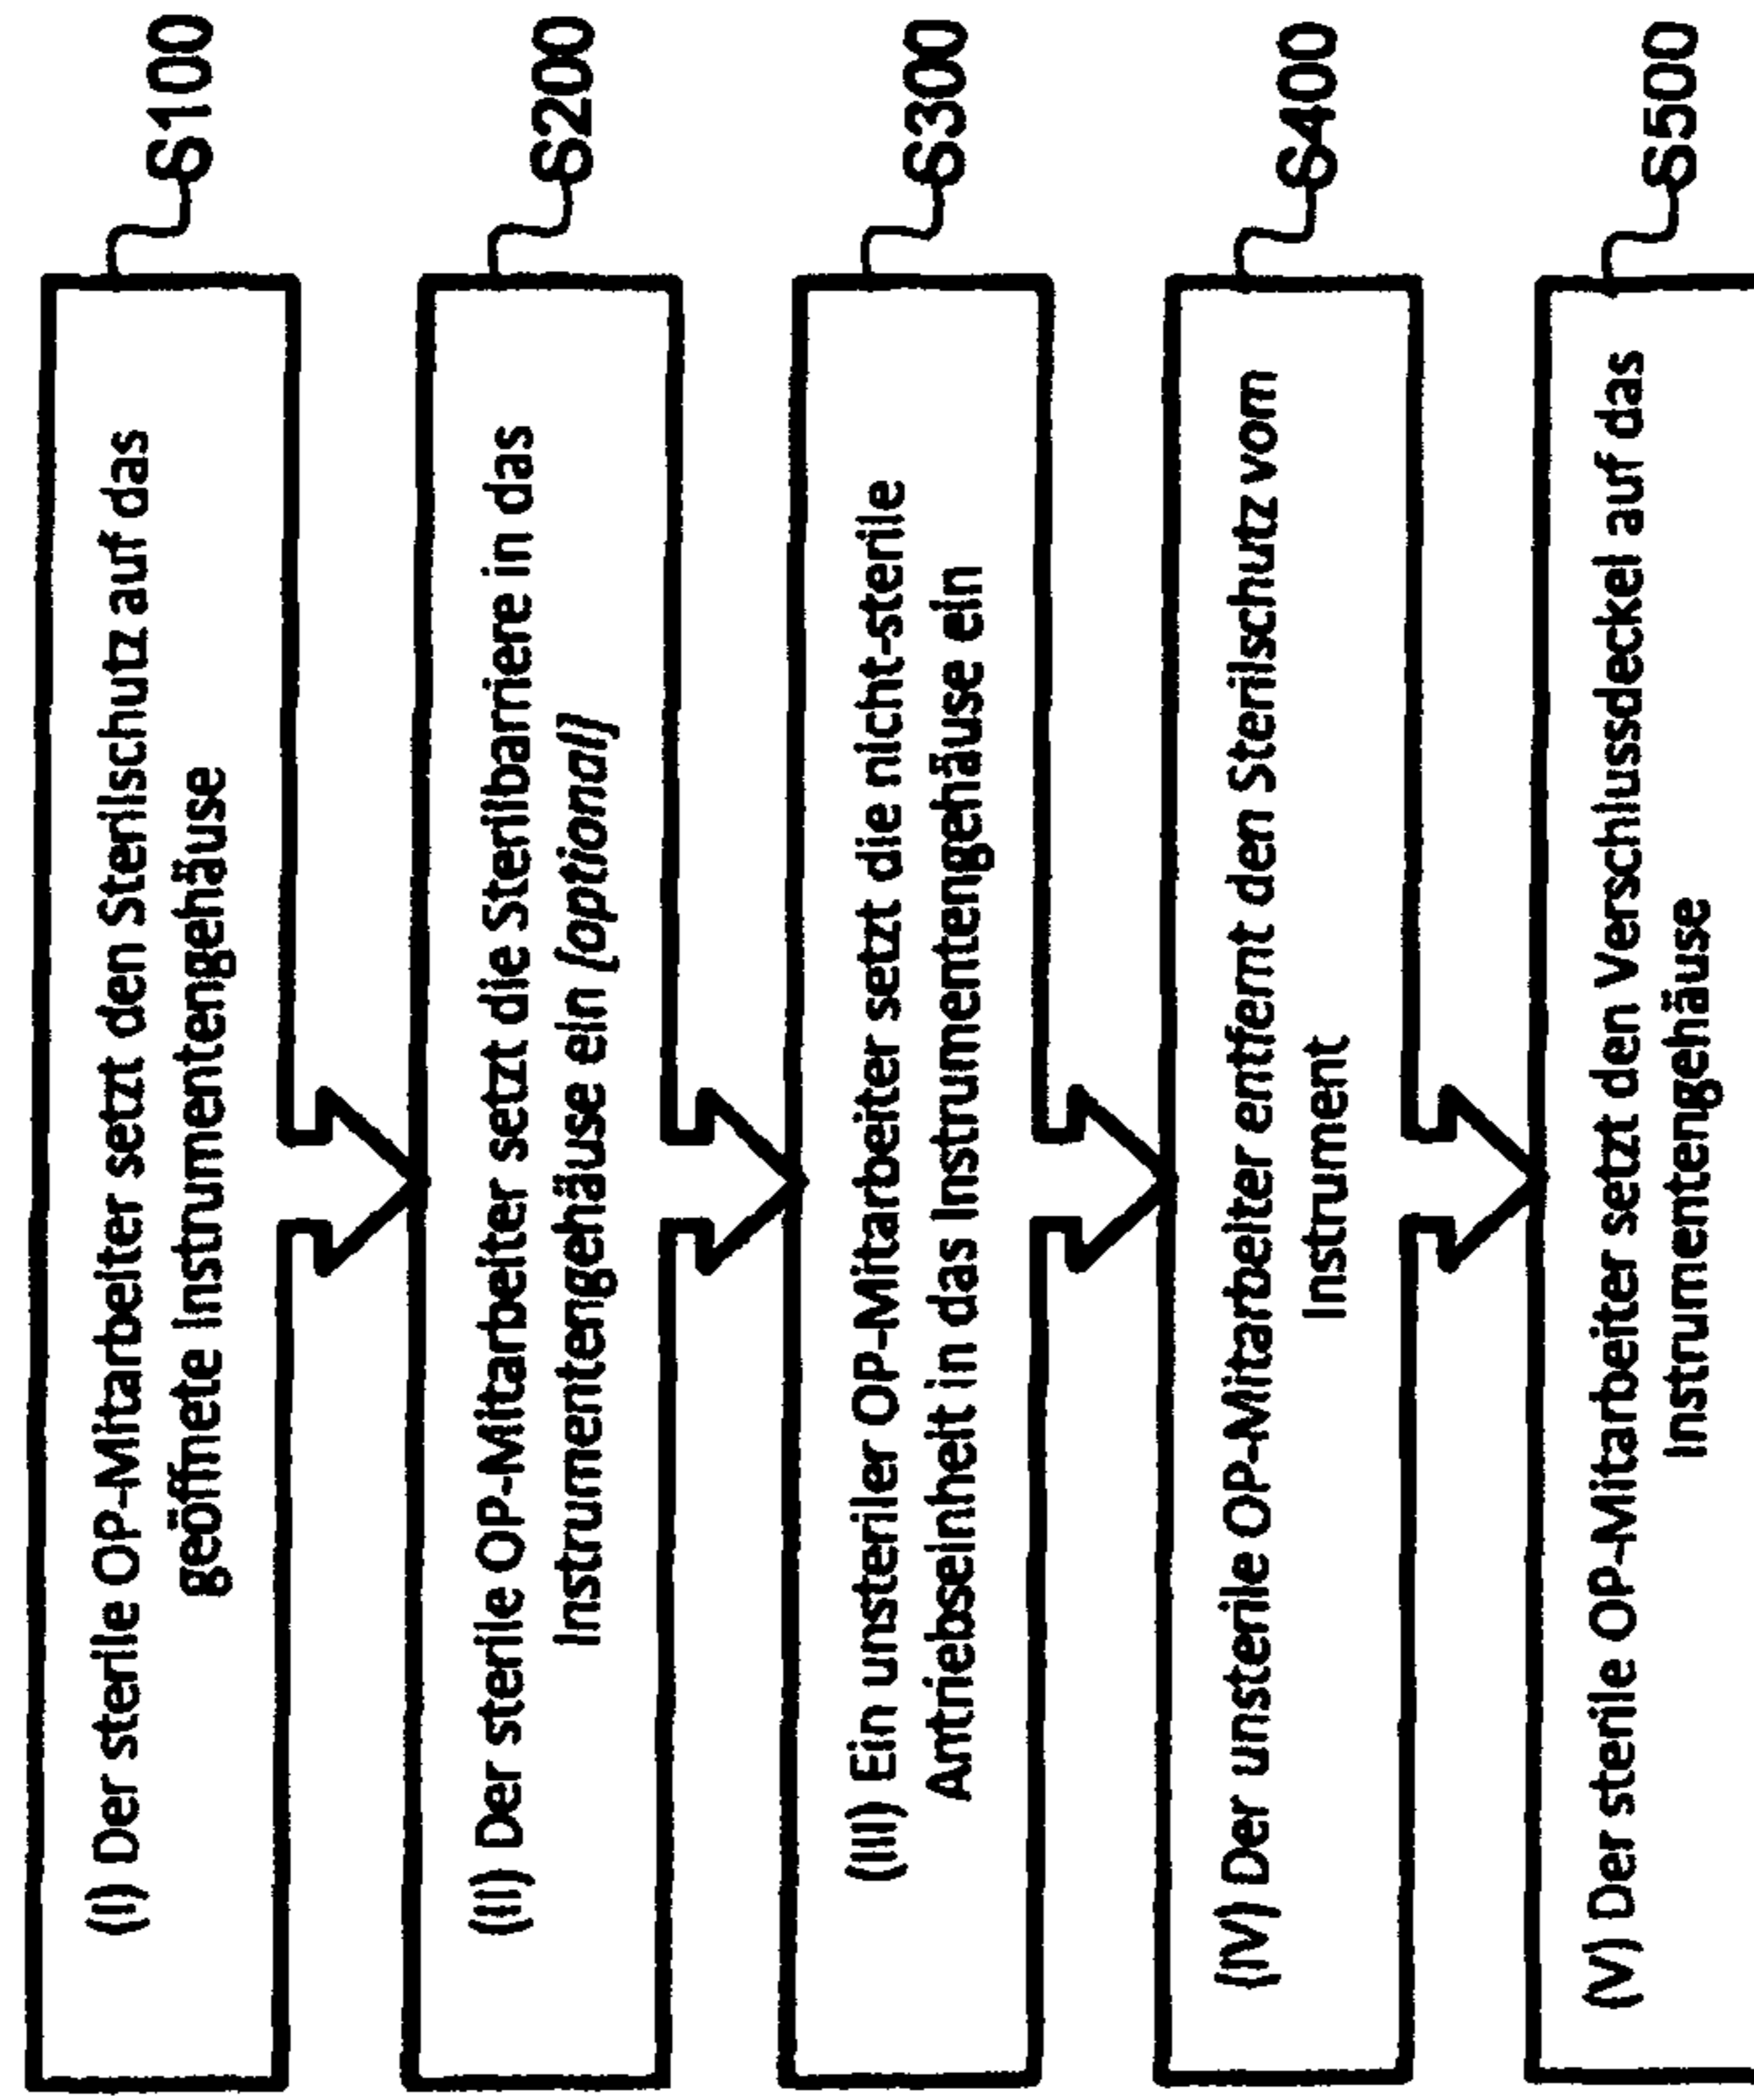 (I) Der sterile OP-Mitarbeiter setzt den Sterilschutz auf das
geöffnete Instrumentengehäuse
S100
(II) Der sterile OP-Mitarbeiter setzt die Sterilbarriere in das
Instrumentengehäuse ein (optional)
S200
(III) Ein unsteriler OP-Mitarbeiter setzt die nicht-sterile
Antriebseinheit in das Instrumentengehäuse ein
S300
(IV) Der unsterile OP-Mitarbeiter entfernt den Sterilschutz vom
Instrument
S400
(V) Der sterile OP-Mitarbeiter setzt den Verschlussdeckel auf das
Instrumentengehäuse
S500